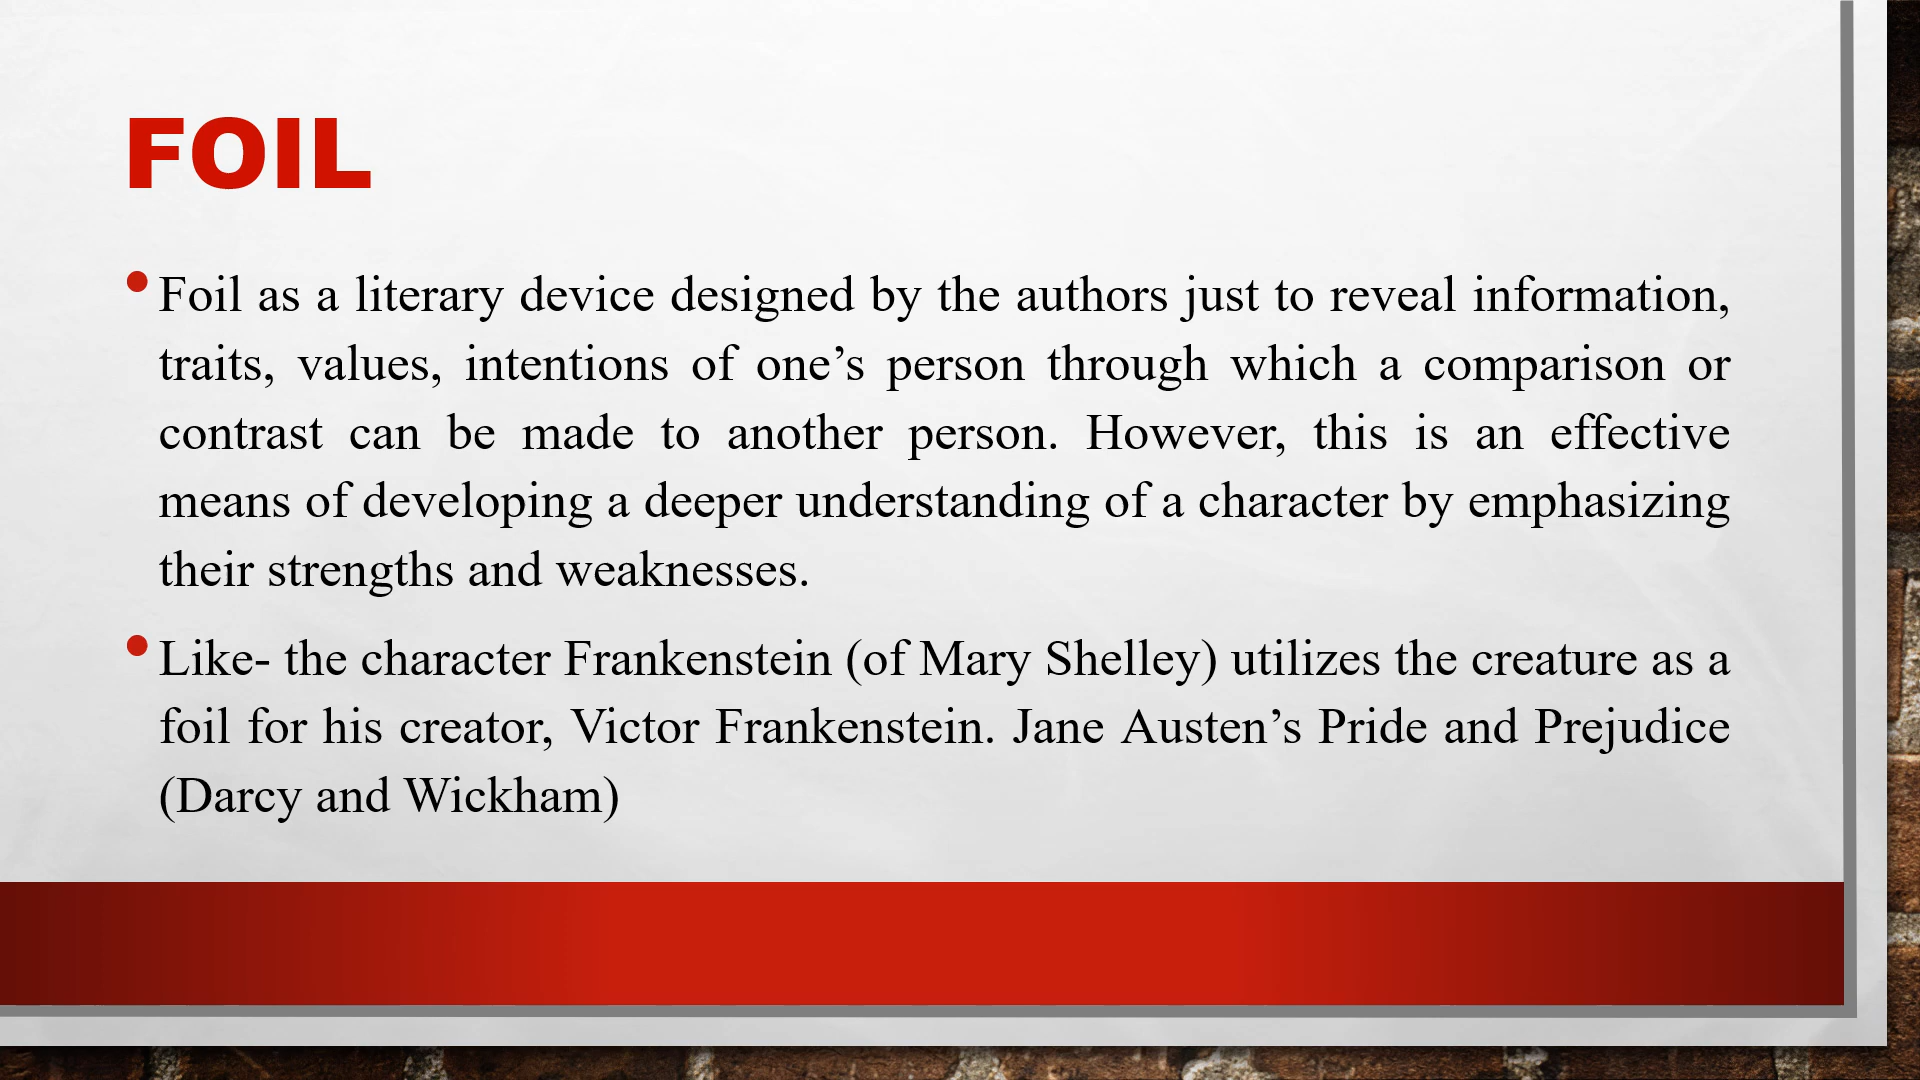 FOIL
• Foil as a literary device designed by the authors just to reveal information,
traits, values, intentions of one’s person through which a comparison or
contrast can be made to another person. However, this is an effective
means of developing a deeper understanding of a character by emphasizing
their strengths and weaknesses.
• Like- the character Frankenstein (of Mary Shelley) utilizes the creature as a
foil for his creator, Victor Frankenstein. Jane Austen’s Pride and Prejudice
(Darcy and Wickham)